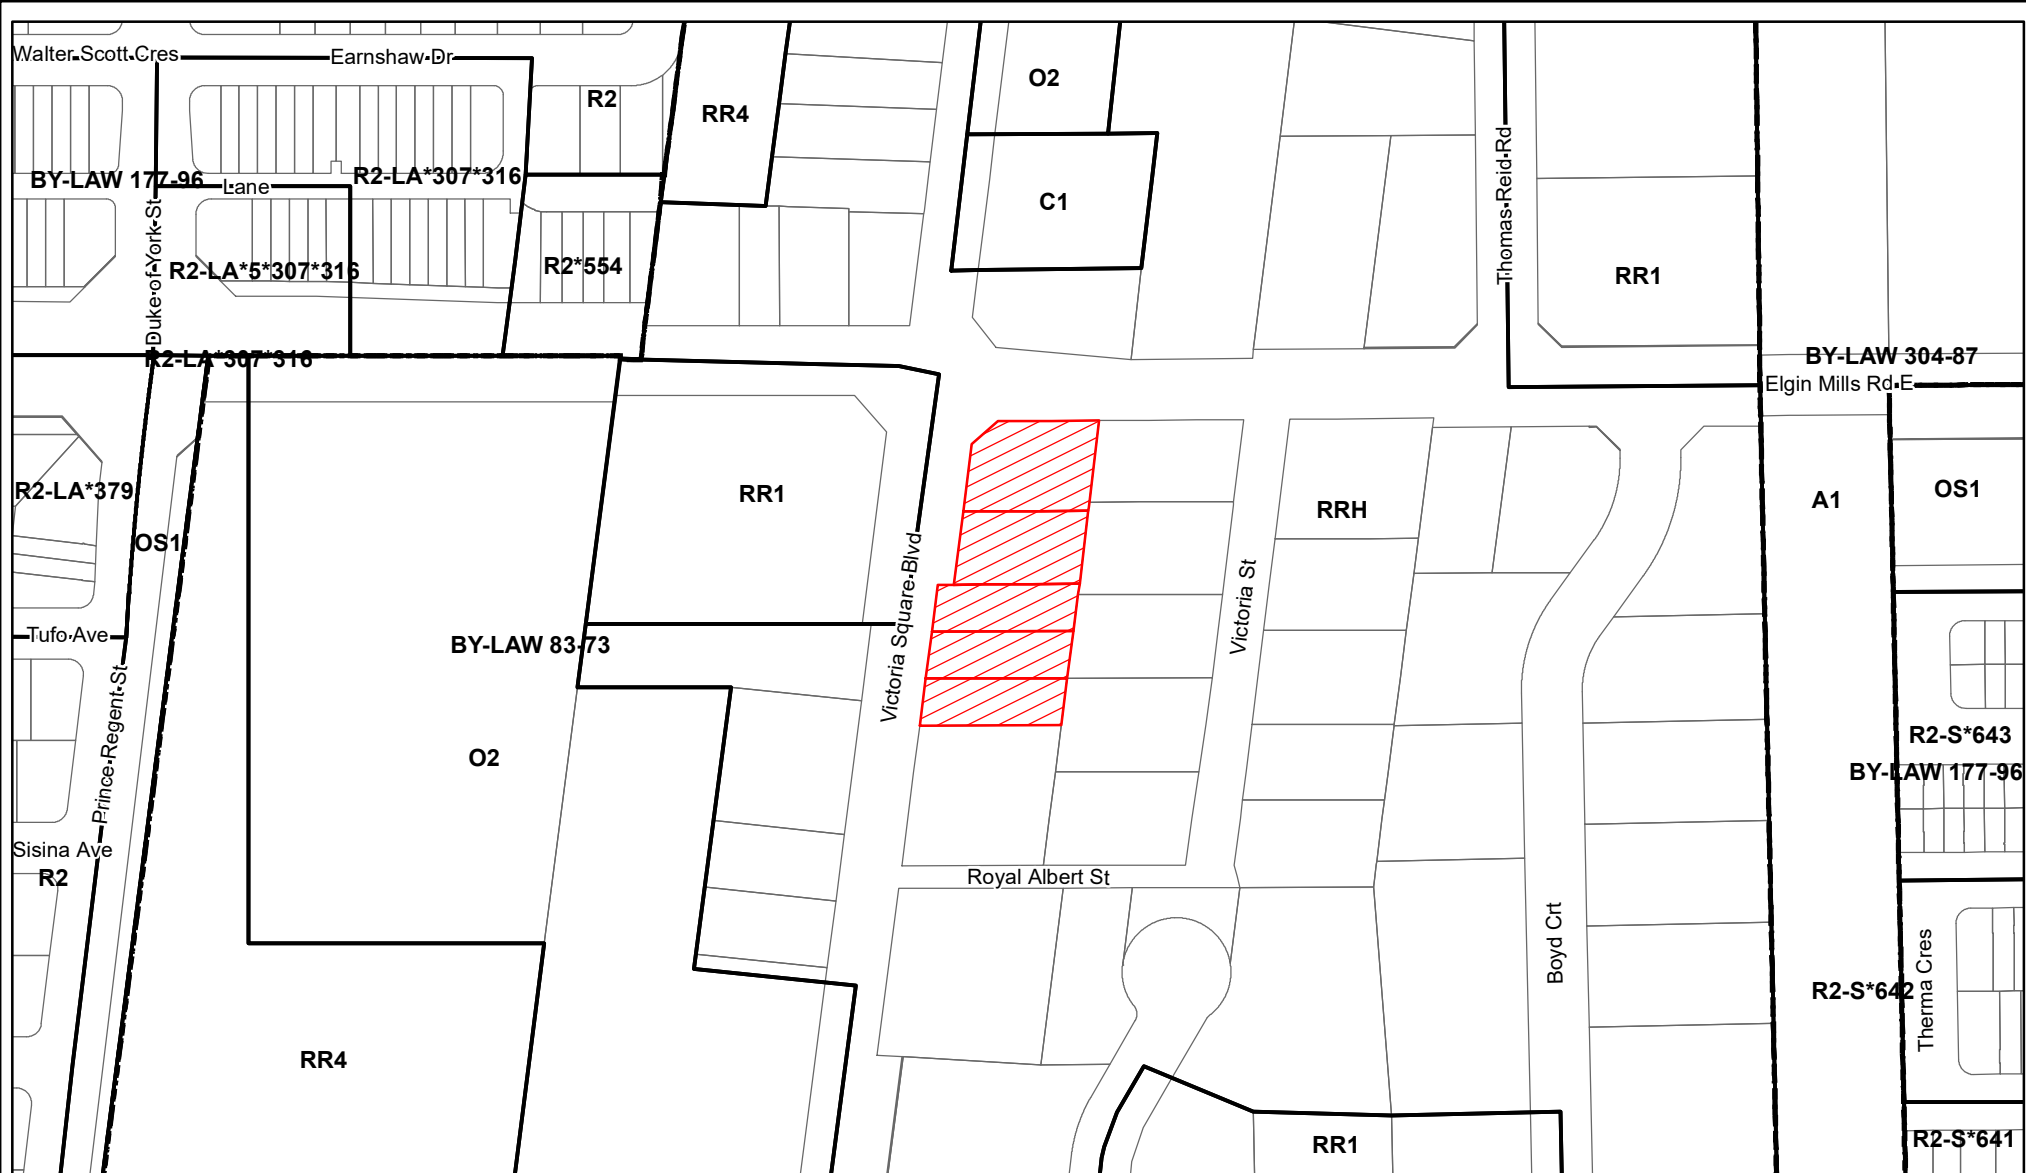 Walter Scott Cres
Earnshaw Dr
R2
RR4
O2
Thomas Reid Rd
BY-LAW 177-96
Lane
R2-LA*307*316
C1
Duke of York St
R2-LA*5*307*316
R2*554
RR1
R2-LA*307*316
BY-LAW 304-87
Elgin Mills Rd E
R2-LA*379
RR1
RRH
A1
OS1
OS1
Victoria Square Blvd
Victoria St
Tufo Ave
BY-LAW 83-73
Prince Regent St
O2
R2-S*643
BY-LAW 177-96
Sisina Ave
R2
Royal Albert St
Boyd Crt
R2-S*642
Therma Cres
RR4
RR1
R2-S*641